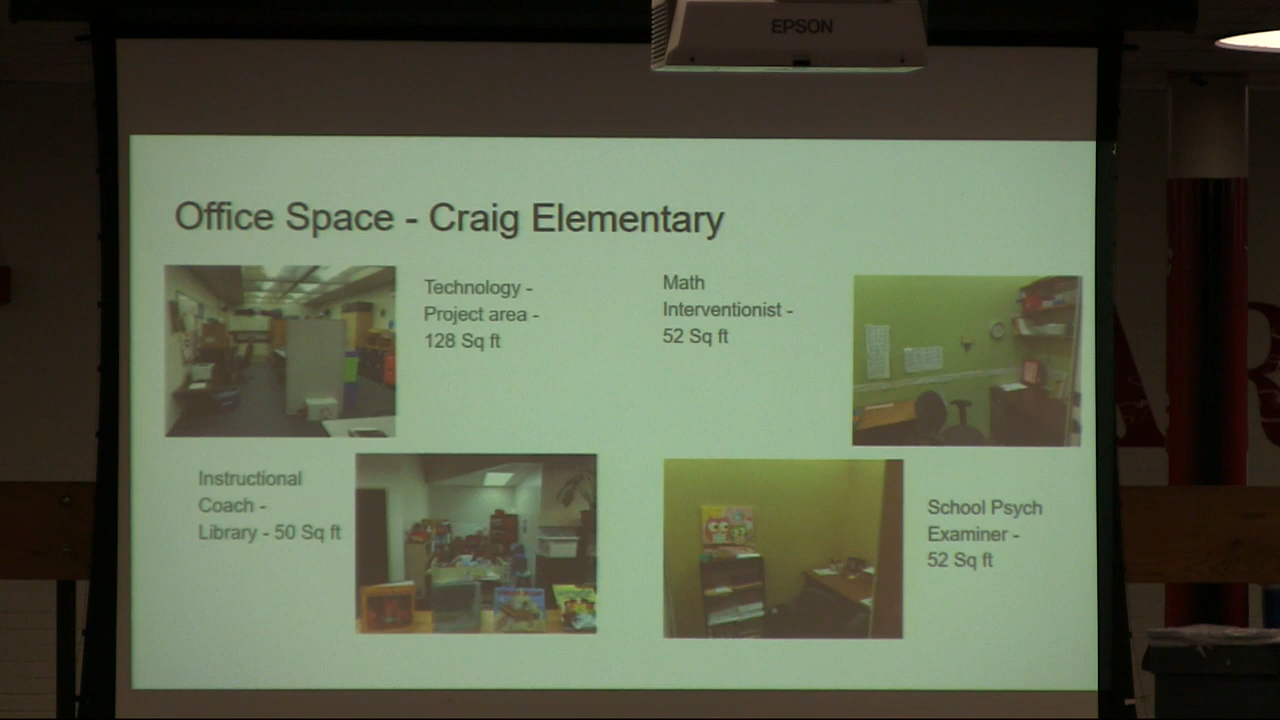 EPSON
Office Space - Craig Elementary
Technology -
Project area -
128 Sq ft
Math
Interventionist -
52 Sq ft
Instructional
Coach -
Library - 50 Sq ft
School Psych
Examiner -
52 Sq ft